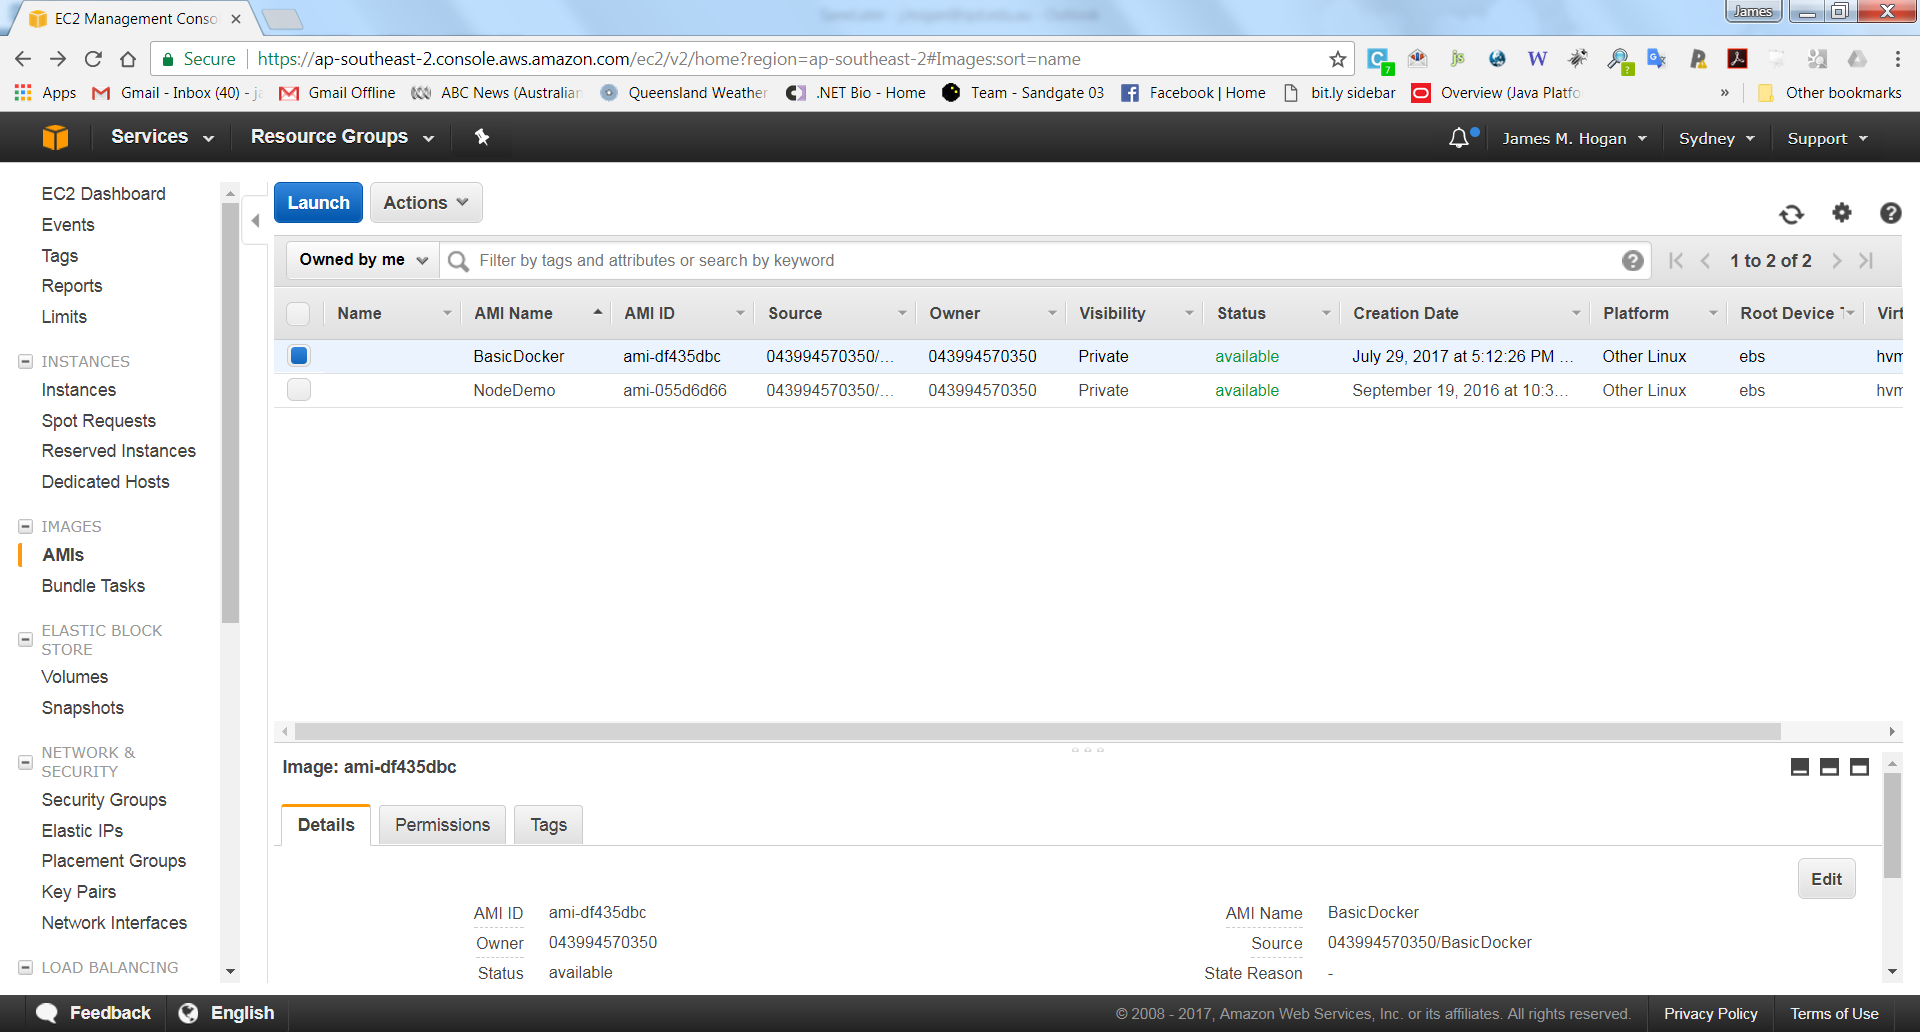 EC2 Management Conso
James
Secure
https://ap-southeast-2.console.aws.amazon.com/ec2/v2/home?region=ap-southeast-2#Images:sort=name
Apps Gmail - Inbox (40) - ja Gmail Offline ABC News (Australian Queensland Weather .NET Bio - Home Team - Sandgate 03 Facebook | Home bit.ly sidebar Overview (Java Platfo » Other bookmarks
Services Resource Groups James M. Hogan Sydney Support
EC2 Dashboard
Events
Tags
Reports
Limits
INSTANCES
Instances
Spot Requests
Reserved Instances
Dedicated Hosts
IMAGES
AMIs
Bundle Tasks
ELASTIC BLOCK
STORE
Volumes
Snapshots
NETWORK &
SECURITY
Security Groups
Elastic IPs
Placement Groups
Key Pairs
Network Interfaces
LOAD BALANCING
Launch Actions
Owned by me Filter by tags and attributes or search by keyword 1 to 2 of 2
Name AMI Name AMI ID Source Owner Visibility Status Creation Date Platform Root Device T Virt
BasicDocker ami-df435dbc 043994570350/... 043994570350 Private available July 29, 2017 at 5:12:26 PM ... Other Linux ebs hvm
NodeDemo ami-055d6d66 043994570350/... 043994570350 Private available September 19, 2016 at 10:3... Other Linux ebs hvm
Image: ami-df435dbc
Details Permissions Tags
Edit
AMI ID ami-df435dbc AMI Name BasicDocker
Owner 043994570350 Source 043994570350/BasicDocker
Status available State Reason -
Feedback English © 2008 - 2017, Amazon Web Services, Inc. or its affiliates. All rights reserved. Privacy Policy Terms of Use